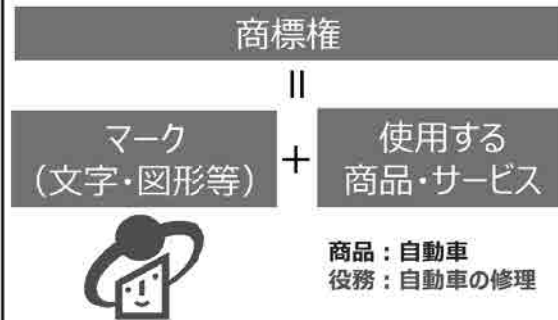 商標権
=
マーク
(文字・図形等)
+
使用する
商品・サービス
商品:自動車
役務:自動車の修理